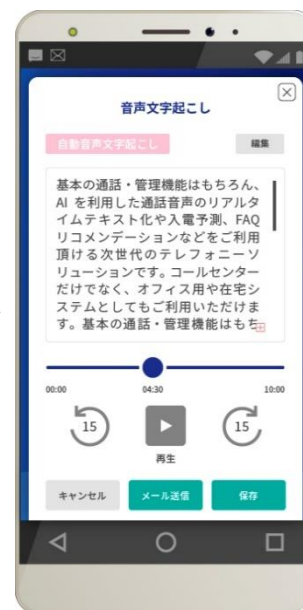 音声文字起こし
自動音声文字起こし
編集
基本の通話・管理機能はもちろん、
AI を利用した通話音声のリアルタ
イムテキスト化や入電予測、FAQ
リコメンデーションなどをご利用
頂ける次世代のテレフォニーソ
リューションです。コールセンター
だけでなく、オフィス用や在宅シ
ステムとしてもご利用いただけま
す。基本の通話・管理機能はもち
00:00
04:30
10:00
15
15
再生
キャンセル
メール送信
保存